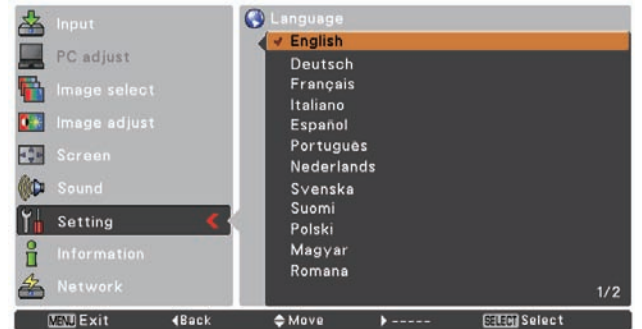 Input
PC adjust
Image select
Image adjust
Screen
Sound
Setting
Information
Network
Language
English
Deutsch
Français
Italiano
Español
Português
Nederlands
Svenska
Suomi
Polski
Magyar
Romana
1/2
MENU Exit ◀Back Move ▶ ----- SELECT Select